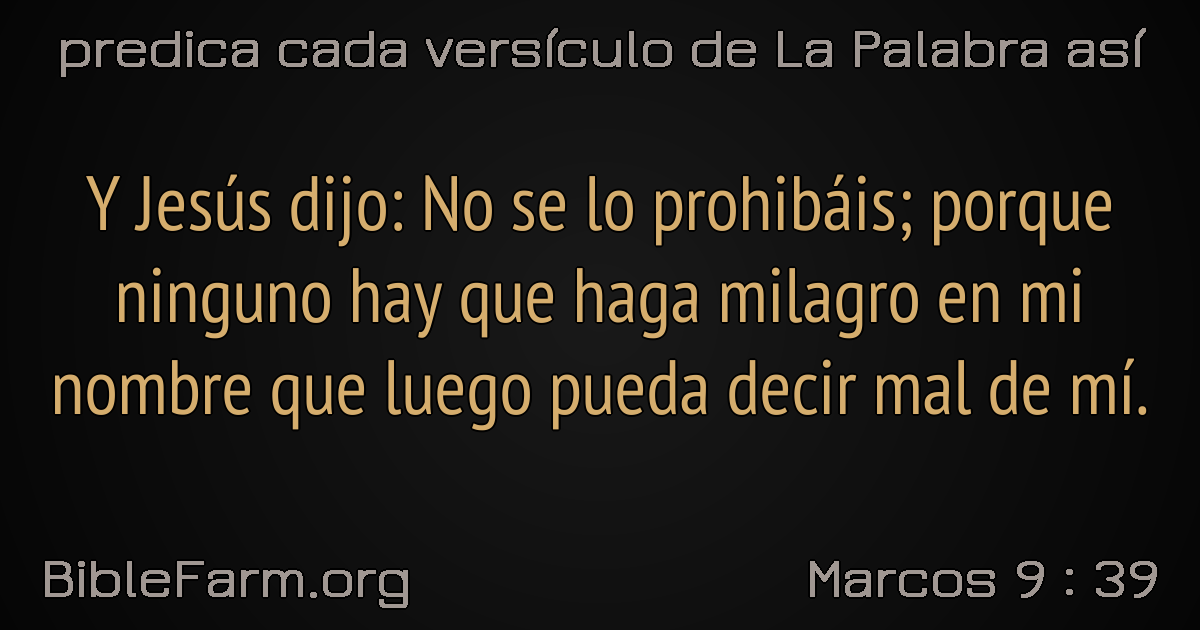 predica cada versículo de La Palabra así
Y Jesús dijo: No se lo prohibáis; porque
ninguno hay que haga milagro en mi
nombre que luego pueda decir mal de mí.
BibleFarm.org
Marcos 9 : 39